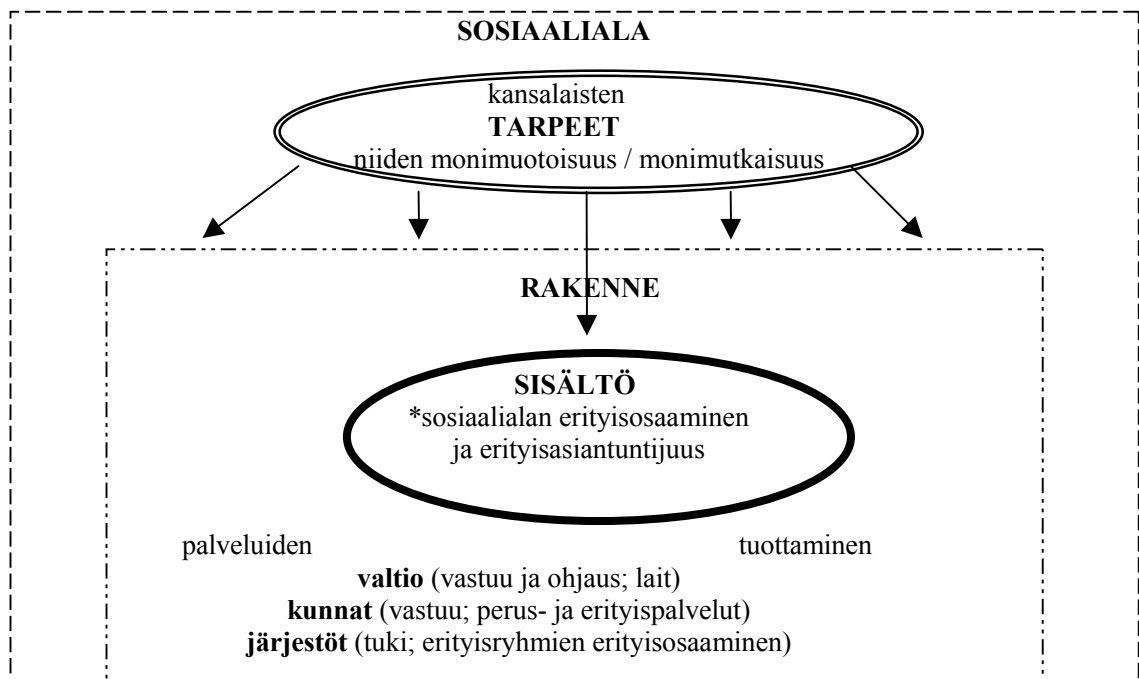 SOSIAALIALA
kansalaisten
TARPEET
niiden monimuotoisuus / monimutkaisuus
RAKENNE
SISÄLTÖ
*sosiaalialan erityisosaaminen
ja erityisasiantuntijuus
palveluiden tuottaminen
valtio (vastuu ja ohjaus; lait)
kunnat (vastuu; perus- ja erityispalvelut)
järjestöt (tuki; erityisryhmien erityisosaaminen)